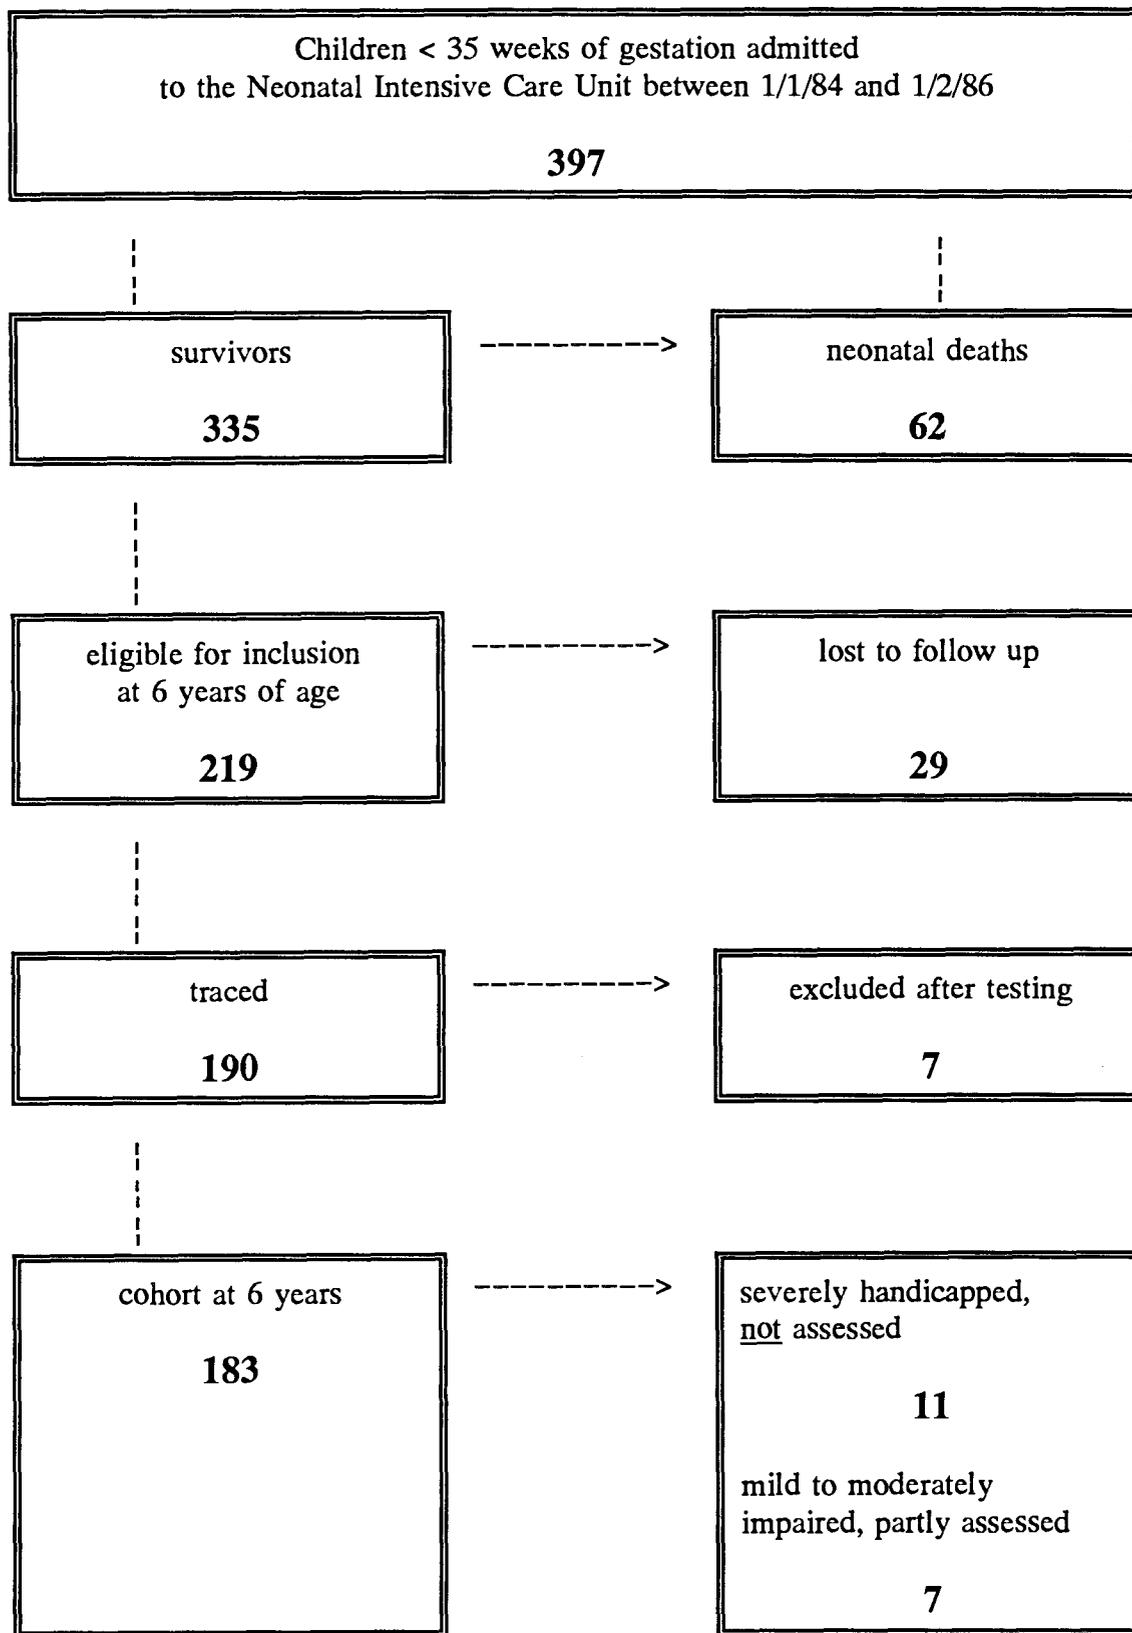 Children < 35 weeks of gestation admitted
to the Neonatal Intensive Care Unit between 1/1/84 and 1/2/86
397
survivors
335
neonatal deaths
62
eligible for inclusion
at 6 years of age
219
lost to follow up
29
traced
190
excluded after testing
7
cohort at 6 years
183
severely handicapped,
not assessed
11
mild to moderately
impaired, partly assessed
7